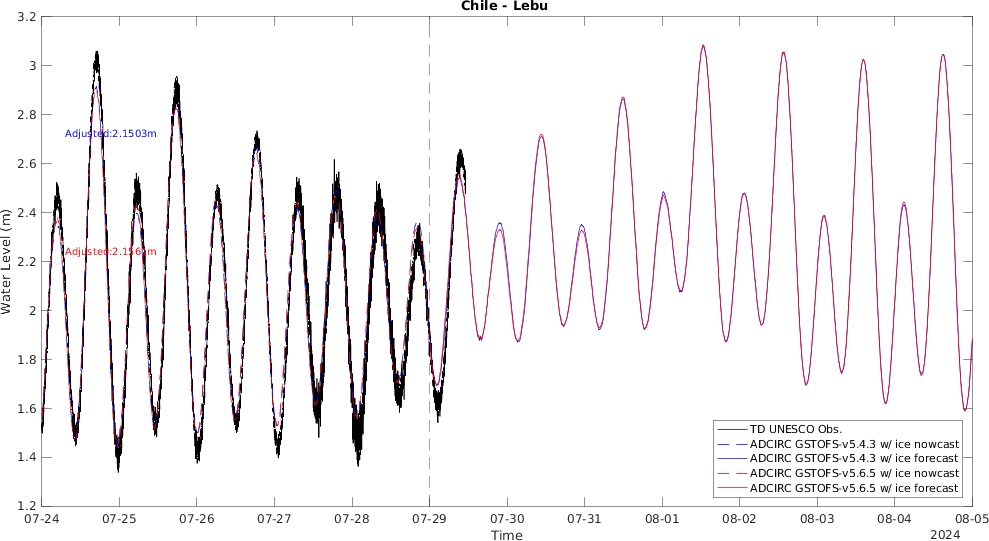 Chile - Lebu
3.2
3
2.8
2.6
2.4
2.2
2
1.8
1.6
1.4
1.2
Water Level (m)
Adjusted:2.1503m
07-24
07-25
07-26
07-27
07-28
07-29
07-30
07-31
08-01
08-02
08-03
08-04
08-05
Time
2024
TD UNESCO Obs.
ADCIRC GSTOFS-v5.4.3 w/ ice nowcast
ADCIRC GSTOFS-v5.4.3 w/ ice forecast
ADCIRC GSTOFS-v5.6.5 w/ ice nowcast
ADCIRC GSTOFS-v5.6.5 w/ ice forecast